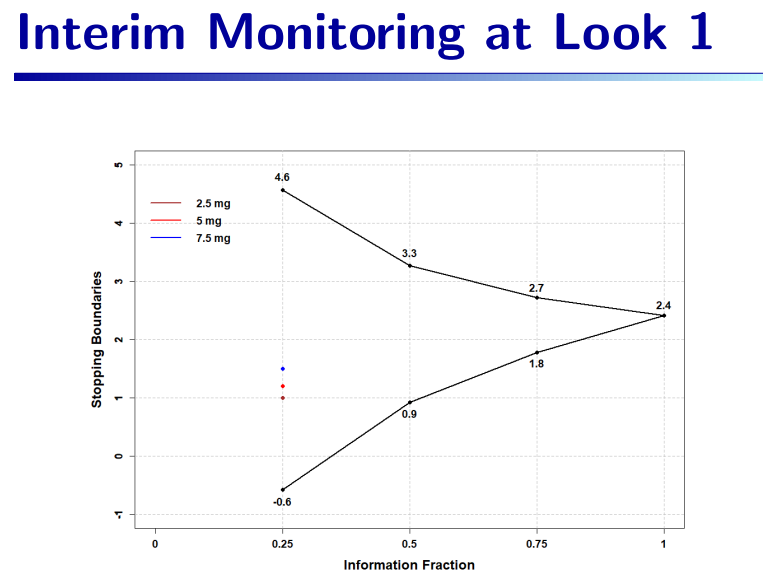 Interim Monitoring at Look 1
5
4.6
2.5 mg
4
5 mg
7.5 mg
3.3
3
2.7
2.4
Stopping Boundaries
2
1.8
1
0.9
0
-0.6
-1
0 0.25 0.5 0.75 1
Information Fraction